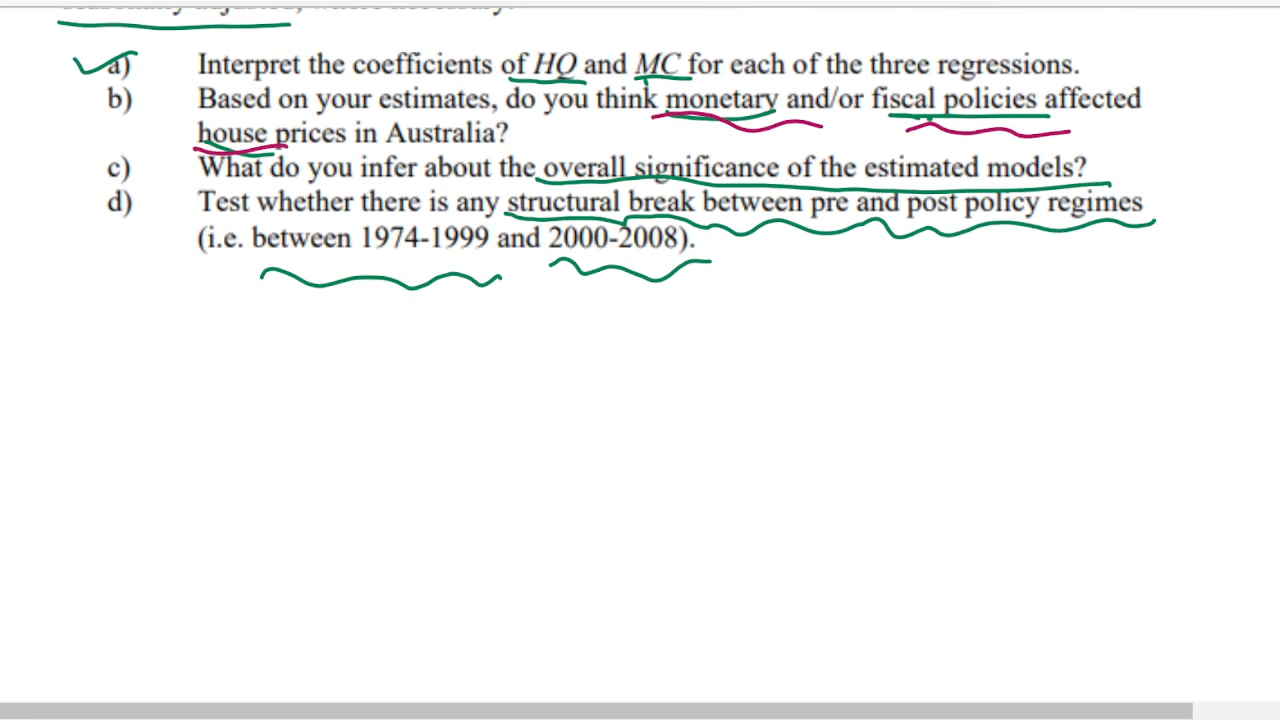 a) Interpret the coefficients of HQ and MC for each of the three regressions.
b) Based on your estimates, do you think monetary and/or fiscal policies affected
house prices in Australia?
c) What do you infer about the overall significance of the estimated models?
d) Test whether there is any structural break between pre and post policy regimes
(i.e. between 1974-1999 and 2000-2008).